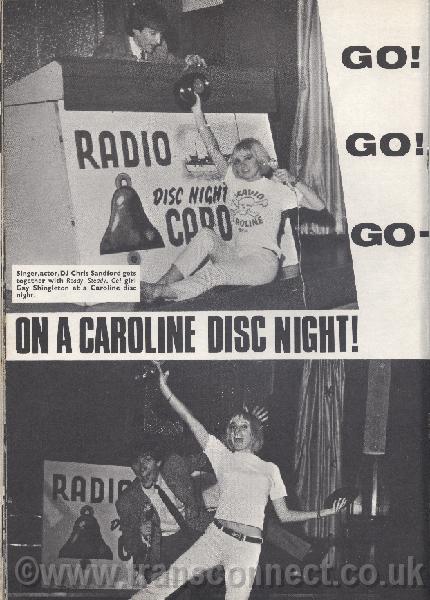 GO!
GO!
GO-
RADIO
DISC NIGHT
CARO
RADIO
CAROLINE
Singer, actor, DJ Chris Sandford gets
together with Ready, Steady, Go! girl
Gay Shingleton at a Caroline disc
night.
ON A CAROLINE DISC NIGHT!
RADI
©www.transconnect.co.uk